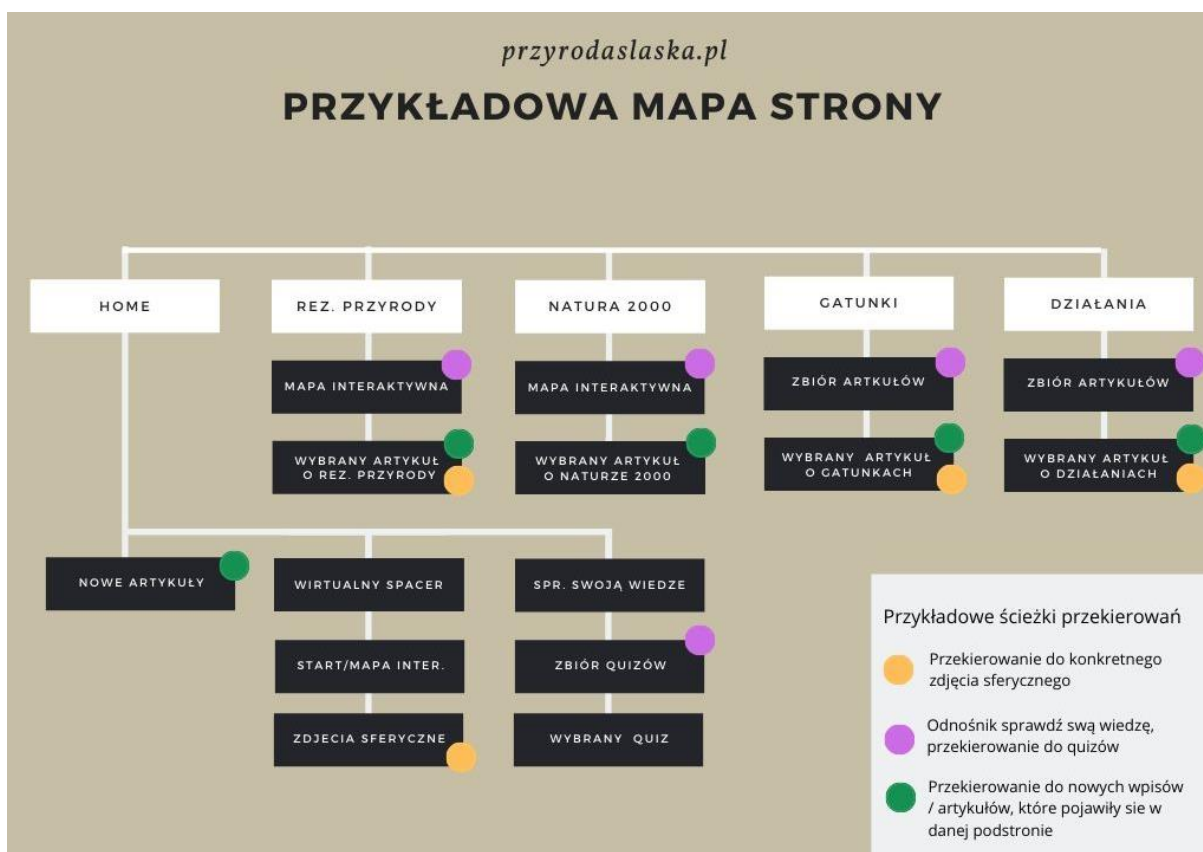 przyrodaslaska.pl
PRZYKŁADOWA MAPA STRONY
HOME
REZ. PRZYRODY
NATURA 2000
GATUNKI
DZIAŁANIA
MAPA INTERAKTYWNA
MAPA INTERAKTYWNA
ZBIÓR ARTKUŁÓW
ZBIÓR ARTYKUŁÓW
WYBRANY ARTYKUŁ
O REZ. PRZYRODY
WYBRANY ARTYKUŁ
O NATURZE 2000
WYBRANY ARTYKUŁ
O GATUNKACH
WYBRANY ARTYKUŁ
O DZIAŁANIACH
NOWE ARTYKUŁY
WIRTUALNY SPACER
SPR. SWOJĄ WIEDZE
START/MAPA INTER.
ZBIÓR QUIZÓW
ZDJECIA SFERYCZNE
WYBRANY QUIZ
Przykładowe ścieżki przekierowań
Przekierowanie do konkretnego
zdjęcia sferycznego
Odnośnik sprawdź swą wiedzę,
przekierowanie do quizów
Przekierowanie do nowych wpisów
/ artykułów, które pojawiły sie w
danej podstronie